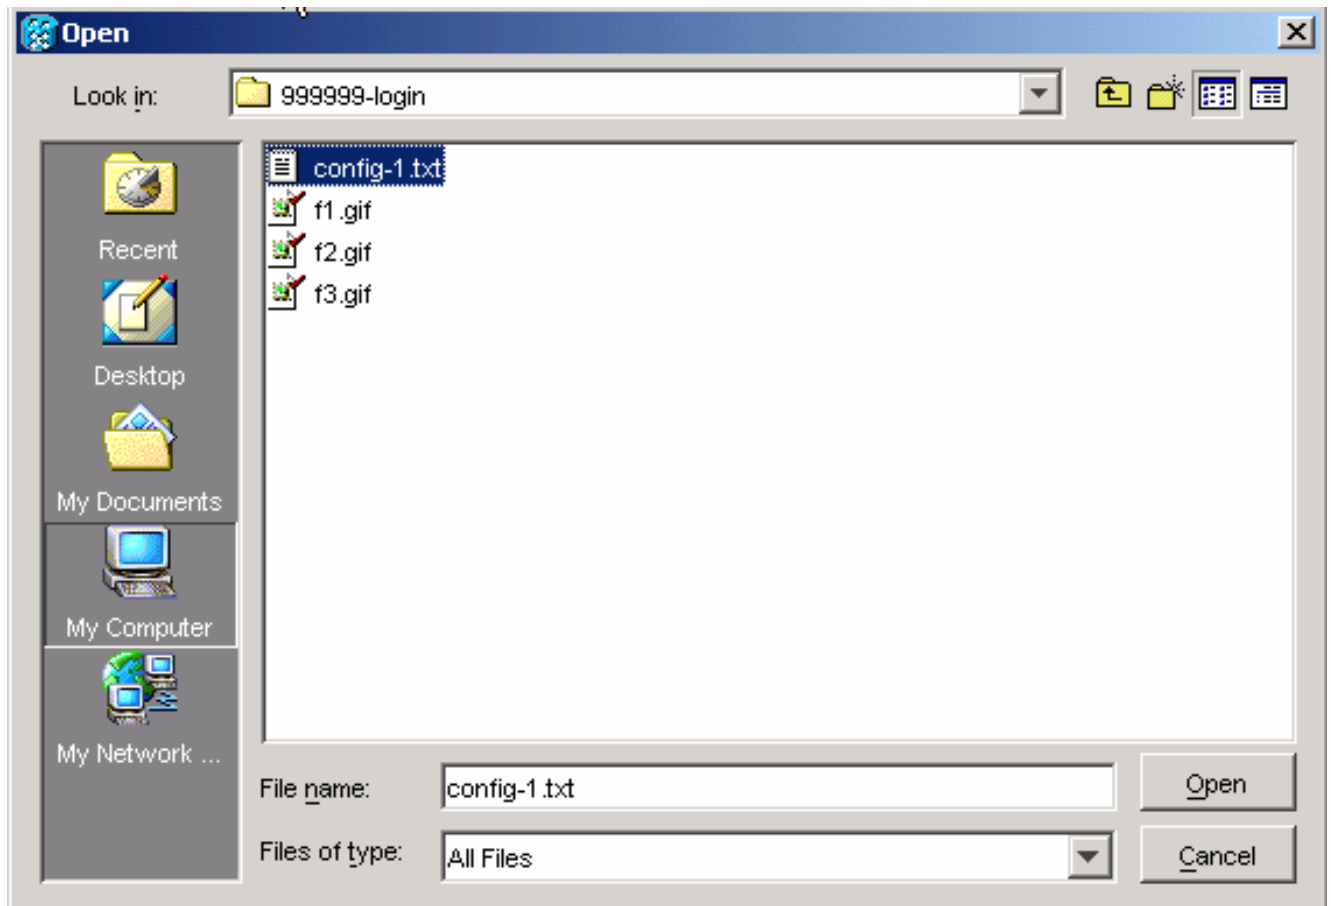 Open
Look in:
999999-login
config-1.txt
f1.gif
f2.gif
f3.gif
Recent
Desktop
My Documents
My Computer
My Network ...
File name:
config-1.txt
Open
Files of type:
All Files
Cancel